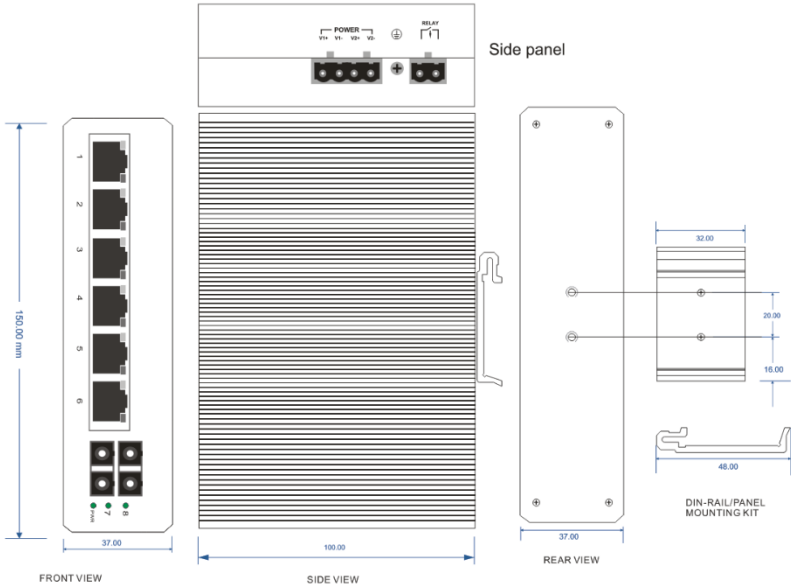 RELAY
POWER
V1+ V1- V2+ V2-
Side panel
1
2
3
4
5
6
PWR 7 8
150.00 mm
37.00
FRONT VIEW
100.00
SIDE VIEW
37.00
REAR VIEW
32.00
20.00
16.00
48.00
DIN-RAIL/PANEL
MOUNTING KIT